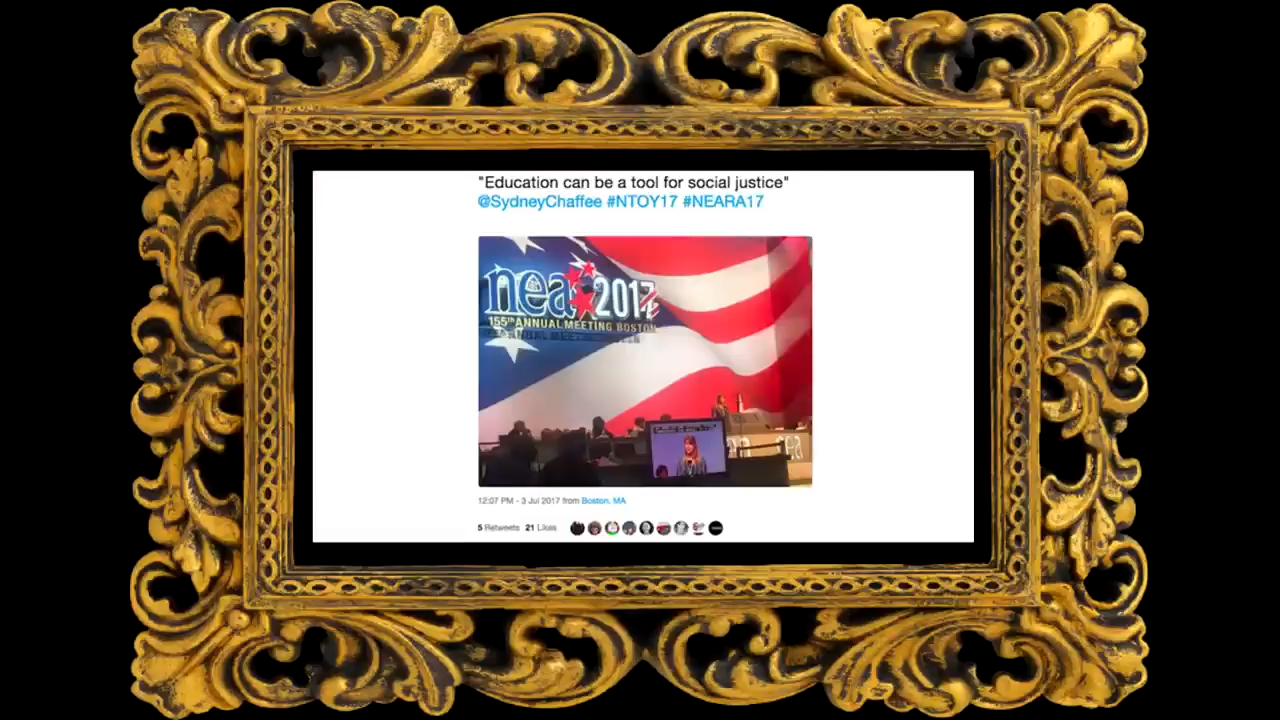 "Education can be a tool for social justice"
@SydneyChaffee #NTOY17 #NEARA17
nea 2017
155th ANNUAL MEETING BOSTON
nea
12:07 PM - 3 Jul 2017 from Boston, MA
5 Retweets 21 Likes